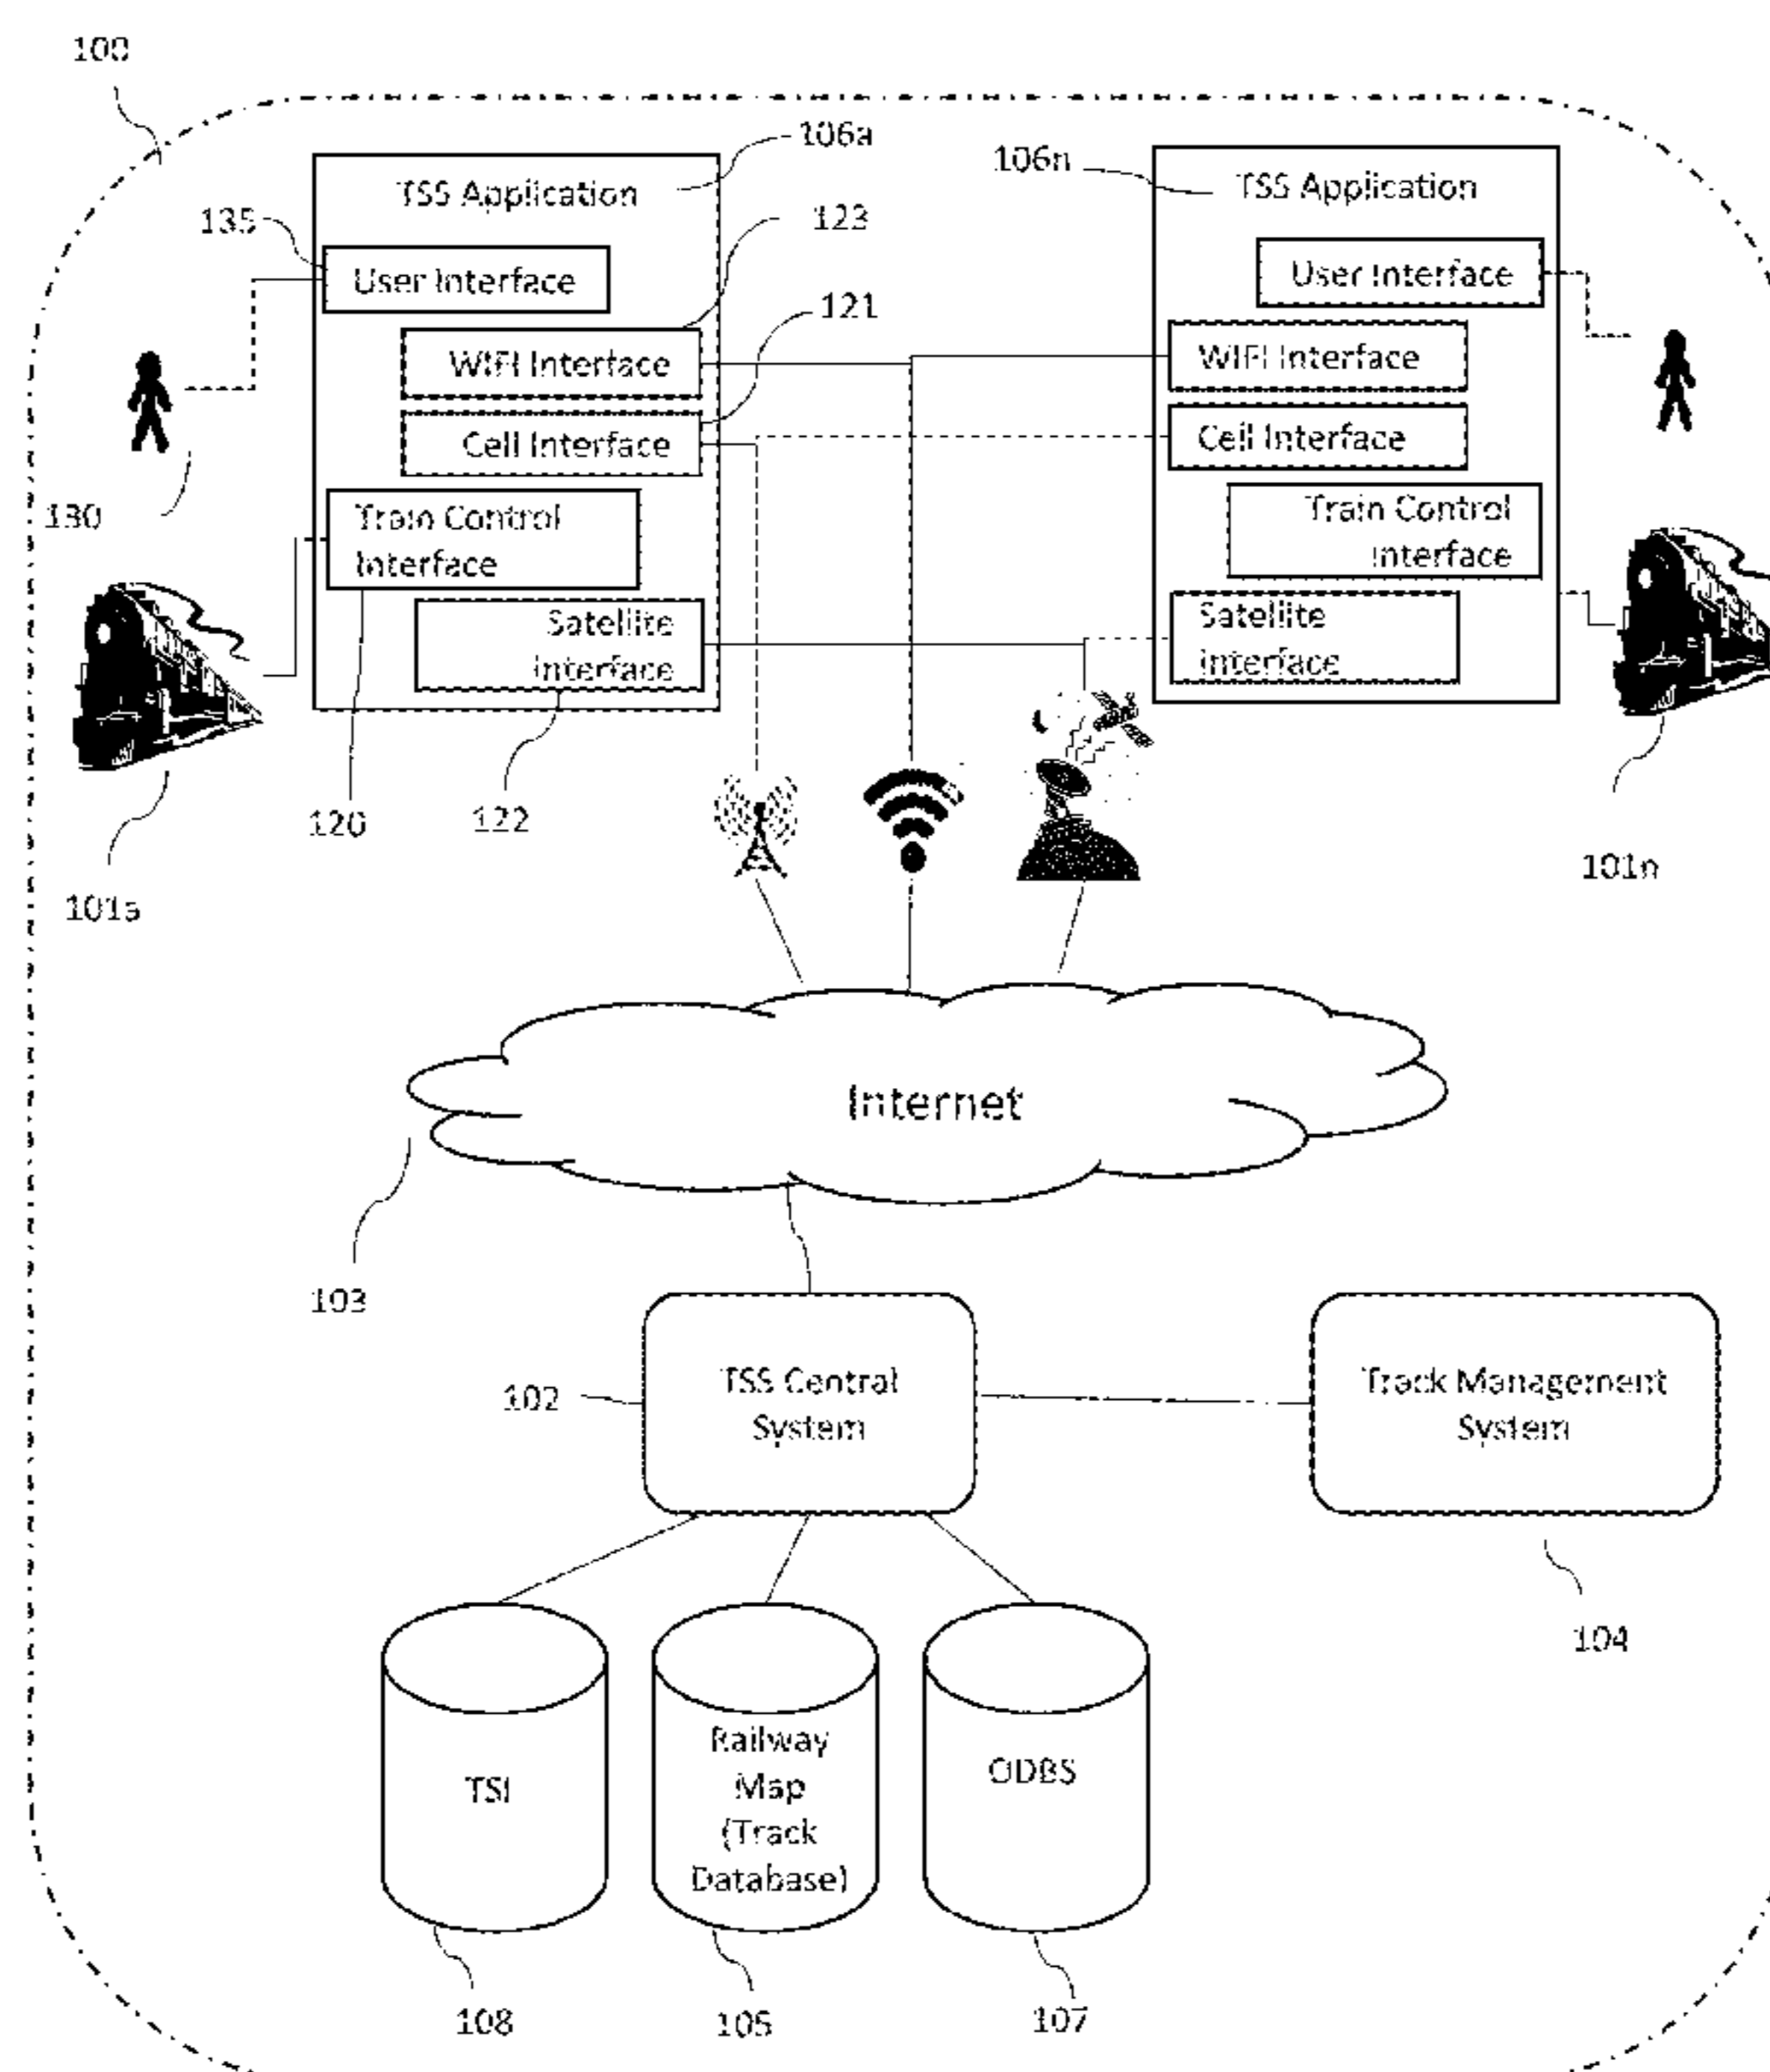 100
106a
106n
TSS Application
TSS Application
123
135
User Interface
User Interface
121
WIFI Interface
WIFI Interface
Cell Interface
Cell Interface
130
Train Control
Interface
Train Control
Interface
Satellite
Interface
Satellite
Interface
120
122
101a
101n
Internet
103
102
TSS Central
System
Track Management
System
104
TSI
Railway
Map
(Track
Database)
ODBS
108
105
107